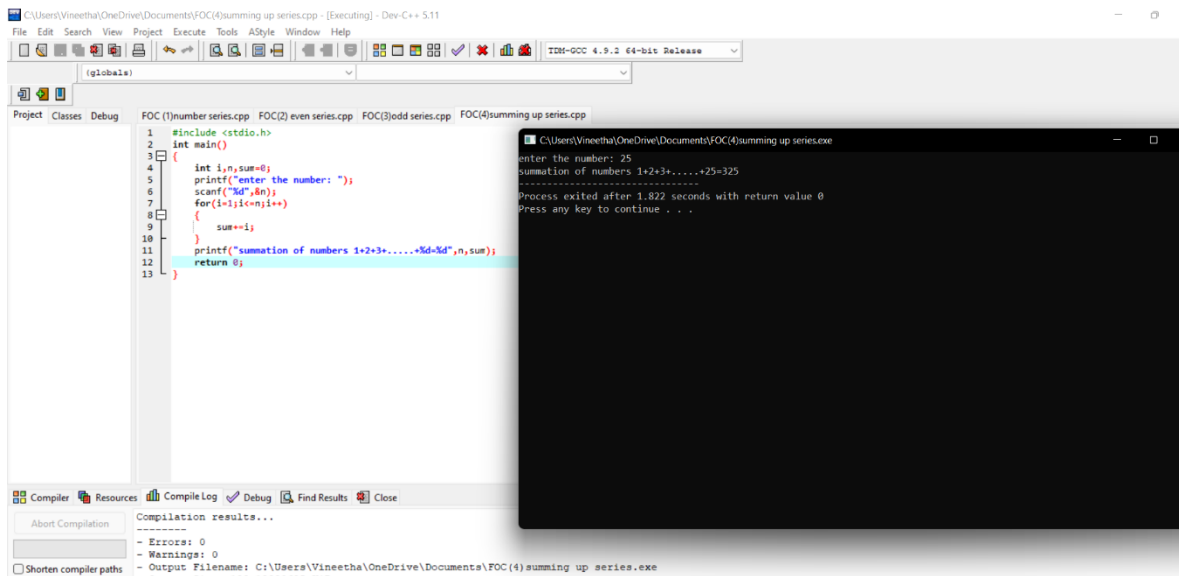 C:\Users\Vineetha\OneDrive\Documents\FOC(4)summing up series.cpp - [Executing] - Dev-C++ 5.11
File Edit Search View Project Execute Tools AStyle Window Help
TDM-GCC 4.9.2 64-bit Release
(globals)
Project Classes Debug
FOC (1)number series.cpp FOC(2) even series.cpp FOC(3)odd series.cpp FOC(4)summing up series.cpp
1 #include <stdio.h>
2 int main()
3 {
4 int i,n,sum=0;
5 printf("enter the number: ");
6 scanf("%d",&n);
7 for(i=1;i<=n;i++)
8 {
9 sum+=i;
10 }
11 printf("summation of numbers 1+2+3+.....+%d=%d",n,sum);
12 return 0;
13 }
C:\Users\Vineetha\OneDrive\Documents\FOC(4)summing up series.exe
enter the number: 25
summation of numbers 1+2+3+.....+25=325
--------------------------------
Process exited after 1.822 seconds with return value 0
Press any key to continue . . .
Compiler Resources Compile Log Debug Find Results Close
Abort Compilation
Shorten compiler paths
Compilation results...
--------
- Errors: 0
- Warnings: 0
- Output Filename: C:\Users\Vineetha\OneDrive\Documents\FOC(4)summing up series.exe